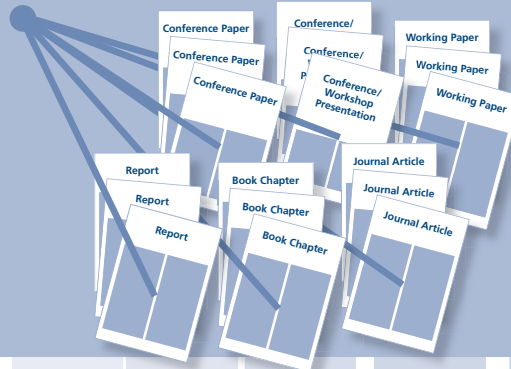 Conference Paper
Conference Paper
Conference Paper
Conference/
Conference/
Conference/
Workshop
Presentation
Working Paper
Working Paper
Working Paper
Report
Report
Report
Book Chapter
Book Chapter
Book Chapter
Journal Article
Journal Article
Journal Article